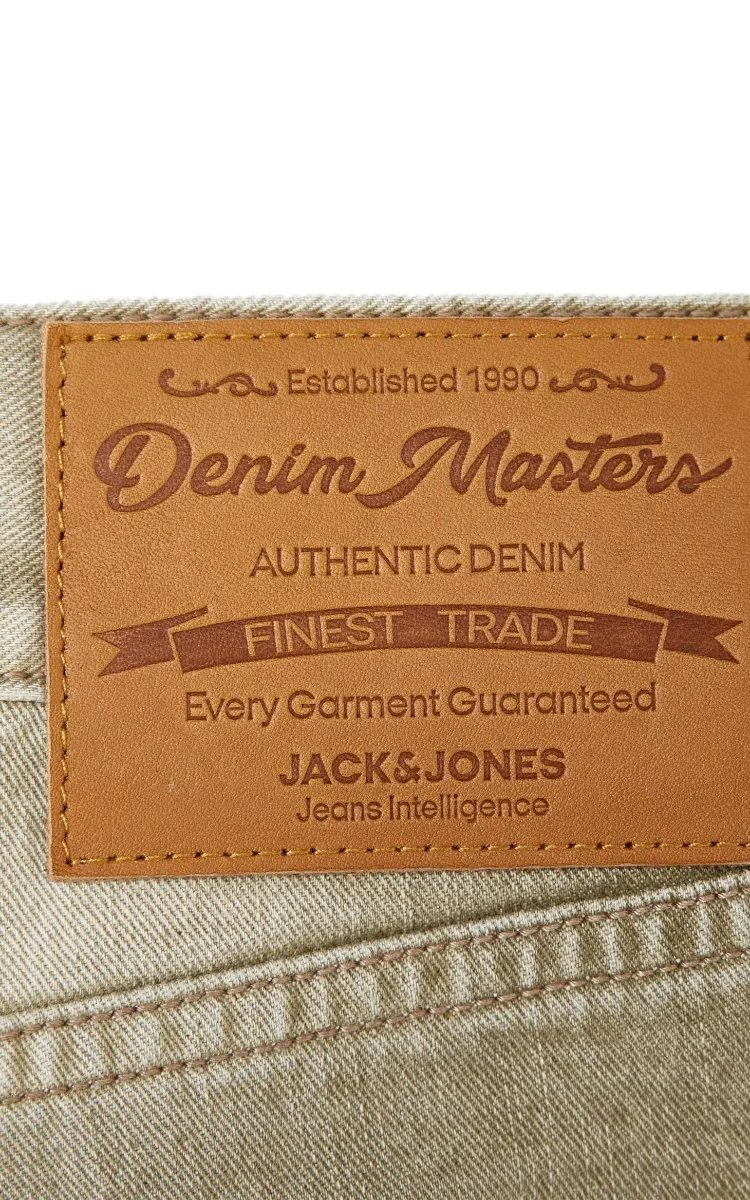 Established 1990
Denim Masters
AUTHENTIC DENIM
FINEST TRADE
Every Garment Guaranteed
JACK&JONES
Jeans Intelligence